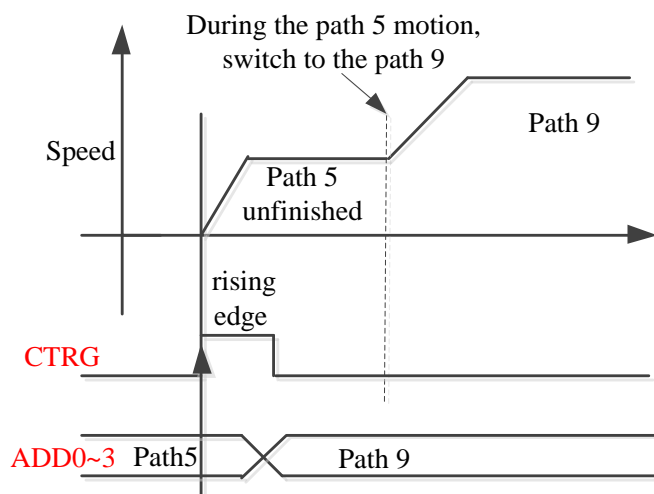 During the path 5 motion,
switch to the path 9
Path 9
Speed
Path 5
unfinished
rising
edge
CTRG
ADD0~3
Path5
Path 9